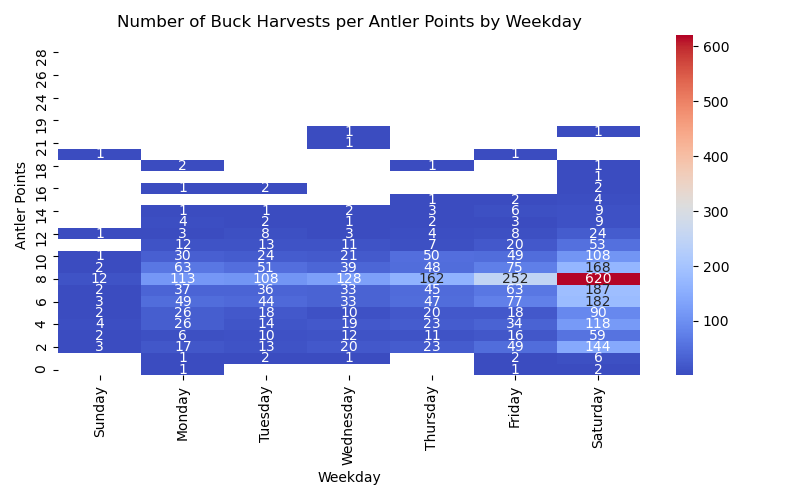 Number of Buck Harvests per Antler Points by Weekday
28
26
24
19 1 1
21 1
1 1
18 2 1 1
1
16 1 2 2
1 2 4
14 1 1 2 3 6 9
4 2 1 2 3 9
12 1 3 8 3 4 8 24
12 13 11 7 20 53
10 1 30 24 21 50 49 108
2 63 51 39 48 75 168
8 12 113 108 128 162 252 620
2 37 36 33 45 63 187
6 3 49 44 33 47 77 182
2 26 18 10 20 18 90
4 4 26 14 19 23 34 118
2 6 10 12 11 16 59
2 3 17 13 20 23 49 144
7 2 1 2 6
0 1 1 2
Antler Points
Sunday Monday Tuesday Wednesday Thursday Friday Saturday
Weekday
600
500
400
300
200
100